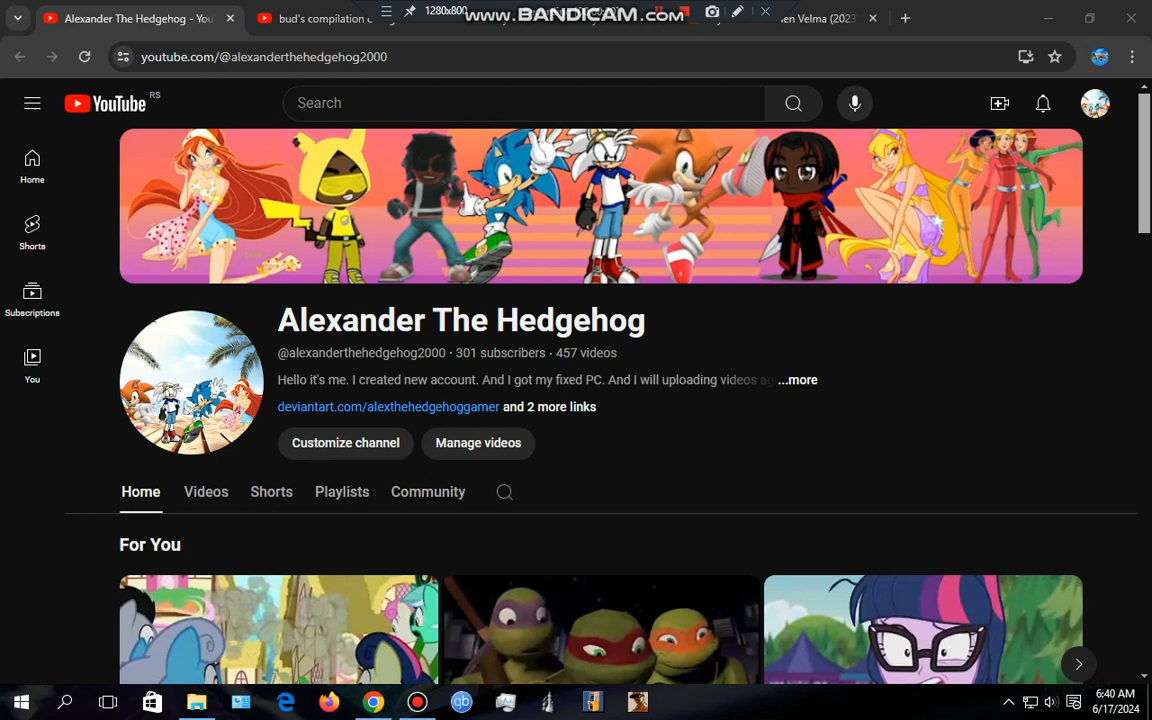 Alexander The Hedgehog - You
bud's compilation
1280x800
www.BANDICAM.com
en Velma (2023
youtube.com/@alexanderthehedgehog2000
YouTube RS
Search
Home
Shorts
Subscriptions
You
Alexander The Hedgehog
@alexanderthehedgehog2000 · 301 subscribers · 457 videos
Hello it's me. I created new account. And I got my fixed PC. And I will uploading videos ag ...more
deviantart.com/alexthehedgehoggamer and 2 more links
Customize channel
Manage videos
Home Videos Shorts Playlists Community
For You
qb
6:40 AM
6/17/2024